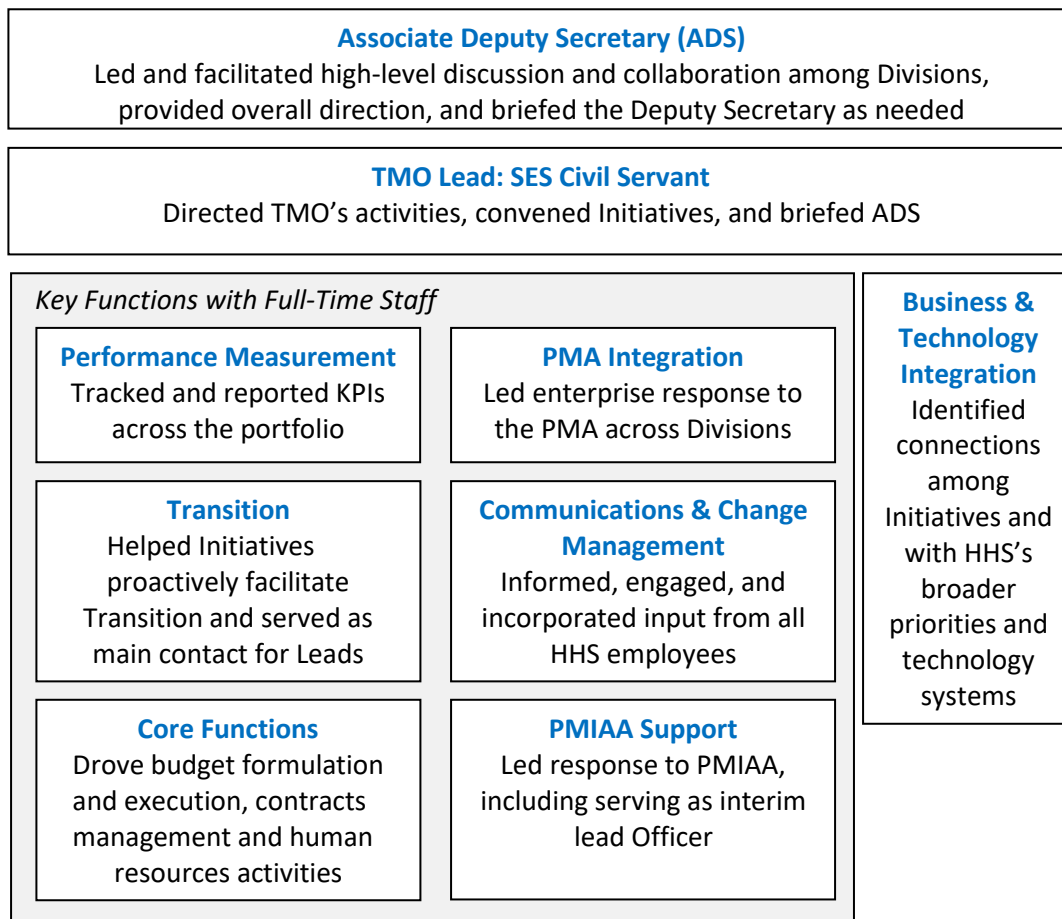 Associate Deputy Secretary (ADS)
Led and facilitated high-level discussion and collaboration among Divisions,
provided overall direction, and briefed the Deputy Secretary as needed
TMO Lead: SES Civil Servant
Directed TMO’s activities, convened Initiatives, and briefed ADS
Key Functions with Full-Time Staff
Performance Measurement
Tracked and reported KPIs
across the portfolio
PMA Integration
Led enterprise response to
the PMA across Divisions
Transition
Helped Initiatives
proactively facilitate
Transition and served as
main contact for Leads
Communications & Change
Management
Informed, engaged, and
incorporated input from all
HHS employees
Core Functions
Drove budget formulation
and execution, contracts
management and human
resources activities
PMIAA Support
Led response to PMIAA,
including serving as interim
lead Officer
Business &
Technology
Integration
Identified
connections
among
Initiatives and
with HHS’s
broader
priorities and
technology
systems